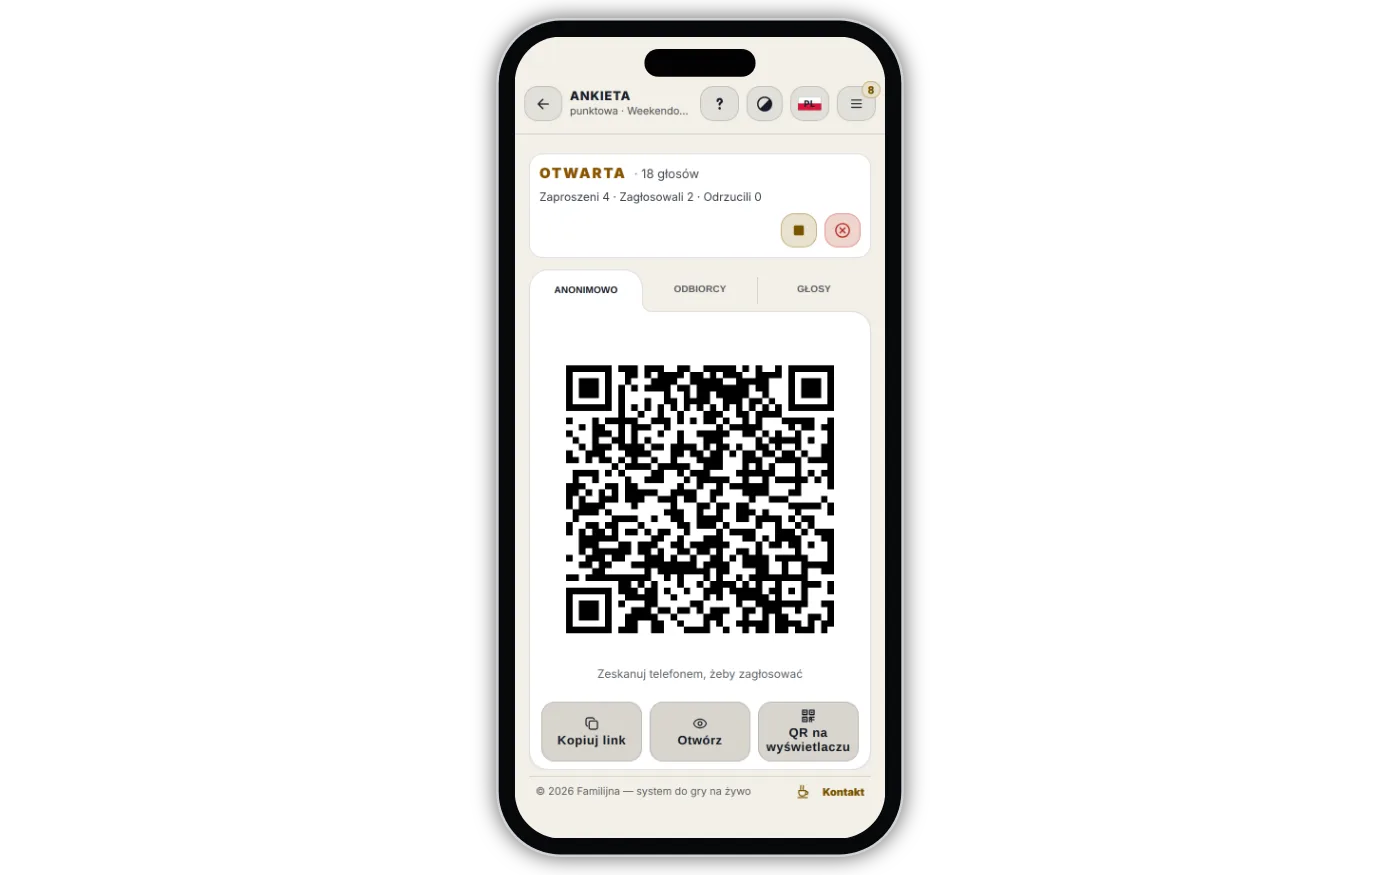 ANKIETA
punktowa · Weekendo...
?
PL
8
OTWARTA · 18 głosów
Zaproszeni 4 · Zagłosowali 2 · Odrzucili 0
ANONIMOWO
ODBIORCY
GŁOSY
Zeskanuj telefonem, żeby zagłosować
Kopiuj link
Otwórz
QR na
wyświetlaczu
© 2026 Familijna — system do gry na żywo
Kontakt